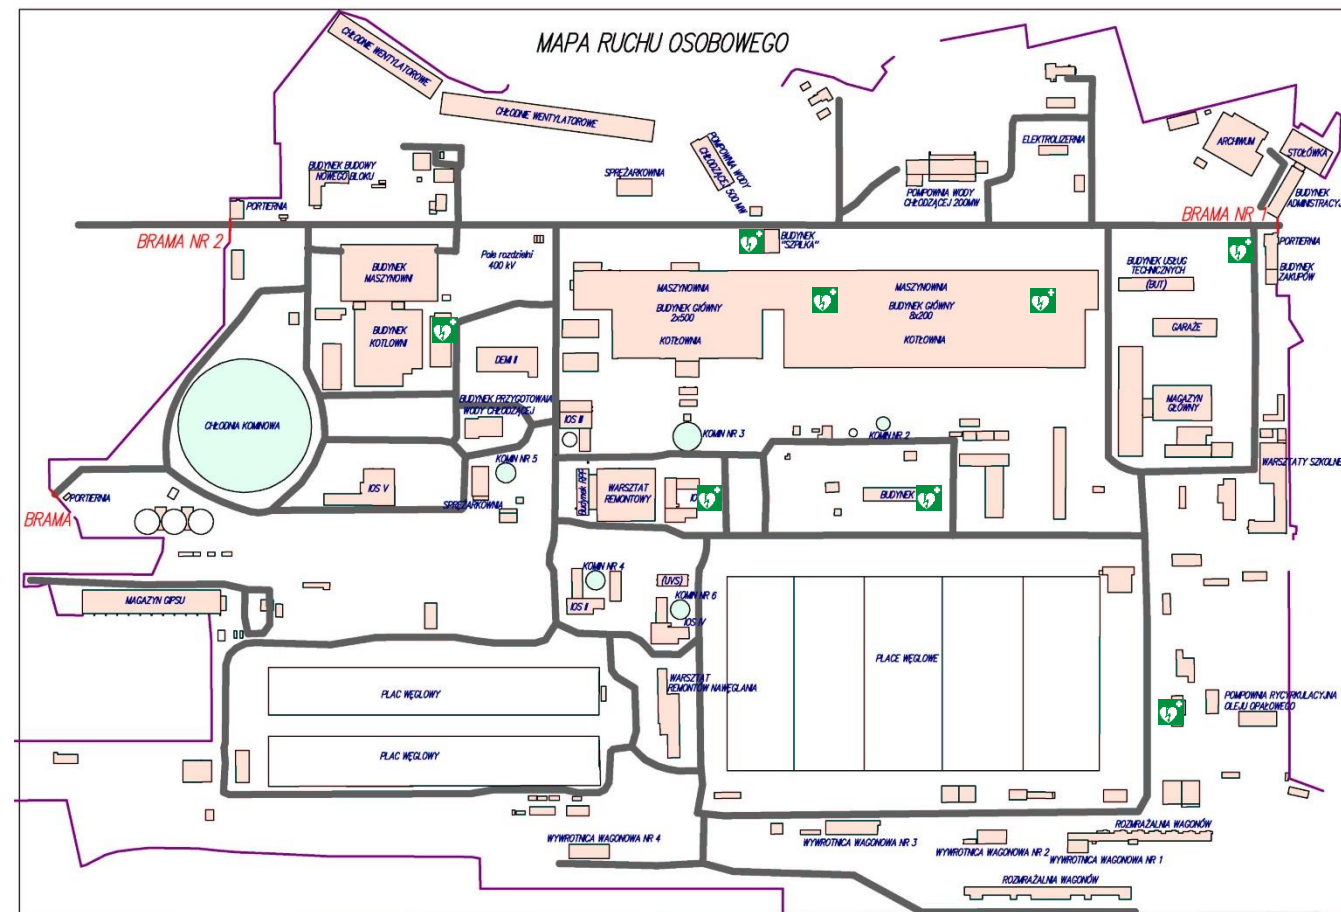 MAPA RUCHU OSOBOWEGO
CHŁODNIE WENTYLATOROWE
CHŁODNIE WENTYLATOROWE
POMPOWNIA WODY
CHŁODZĄCEJ 500 MW
SPRĘŻARKOWNIA
BUDYNEK BUDOWY
NOWEGO BLOKU
PORTIERNIA
BRAMA NR 2
ELEKTROLIZERNIA
POMPOWNIA WODY
CHŁODZĄCEJ 200MW
ARCHIWUM
STOŁÓWKA
BUDYNEK
ADMINISTRACYJ
BRAMA NR 1
PORTIERNIA
BUDYNEK
ZAKUPÓW
BUDYNEK
"SZPILKA"
Pole rozdzielni
400 kV
BUDYNEK
MASZYNOWNI
BUDYNEK
KOTŁOWNI
MASZYNOWNIA
BUDYNEK GŁÓWNY
2x500
KOTŁOWNIA
MASZYNOWNIA
BUDYNEK GŁÓWNY
8x200
KOTŁOWNIA
BUDYNEK USŁUG
TECHNICZNYCH
(BUT)
GARAŻE
MAGAZYN
GŁÓWNY
WARSZTATY SZKOLNE
DEMI II
BUDYNEK PRZYGOTOWAIA
WODY CHŁODZĄCEJ
CHŁODNIA KOMINOWA
IOS III
KOMIN NR 3
KOMIN NR 2
KOMIN NR 5
IOS V
SPRĘŻARKOWNIA
Budynek RPP
WARSZTAT
REMONTOWY
BUDYNEK
PORTIERNIA
BRAMA
MAGAZYN GIPSU
KOMIN NR 4
IOS II
(UVS)
KOMIN NR 6
IOS IV
PLAC WĘGLOWY
PLAC WĘGLOWY
WARSZTAT
REMONTÓW NAWĘGLANIA
PLACE WĘGLOWE
POMPOWNIA RYCYRKULACYJNA
OLEJU OPAŁOWEGO
WYWROTNICA WAGONOWA NR 4
WYWROTNICA WAGONOWA NR 3
WYWROTNICA WAGONOWA NR 2
WYWROTNICA WAGONOWA NR 1
ROZMRAŻALNIA WAGONÓW
ROZMRAŻALNIA WAGONÓW